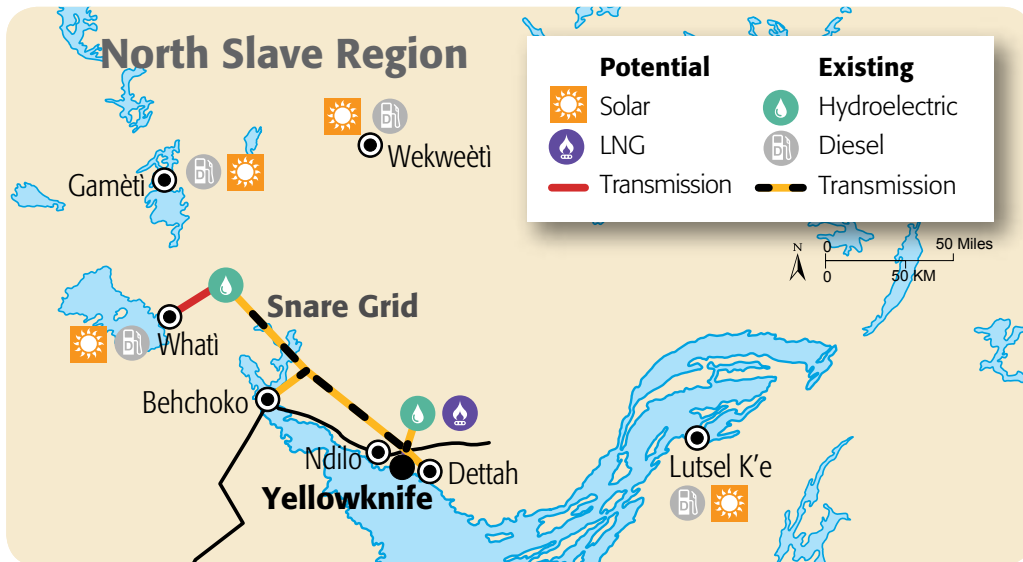 North Slave Region
Potential
Existing
Solar
Hydroelectric
LNG
D Diesel
Transmission
Transmission
D
Wekweètì
Gamètì
D
N
0
50 Miles
0
50 KM
Snare Grid
D
Whatì
Behchoko
Ndilo
Dettah
Yellowknife
Lutsel K'e
D